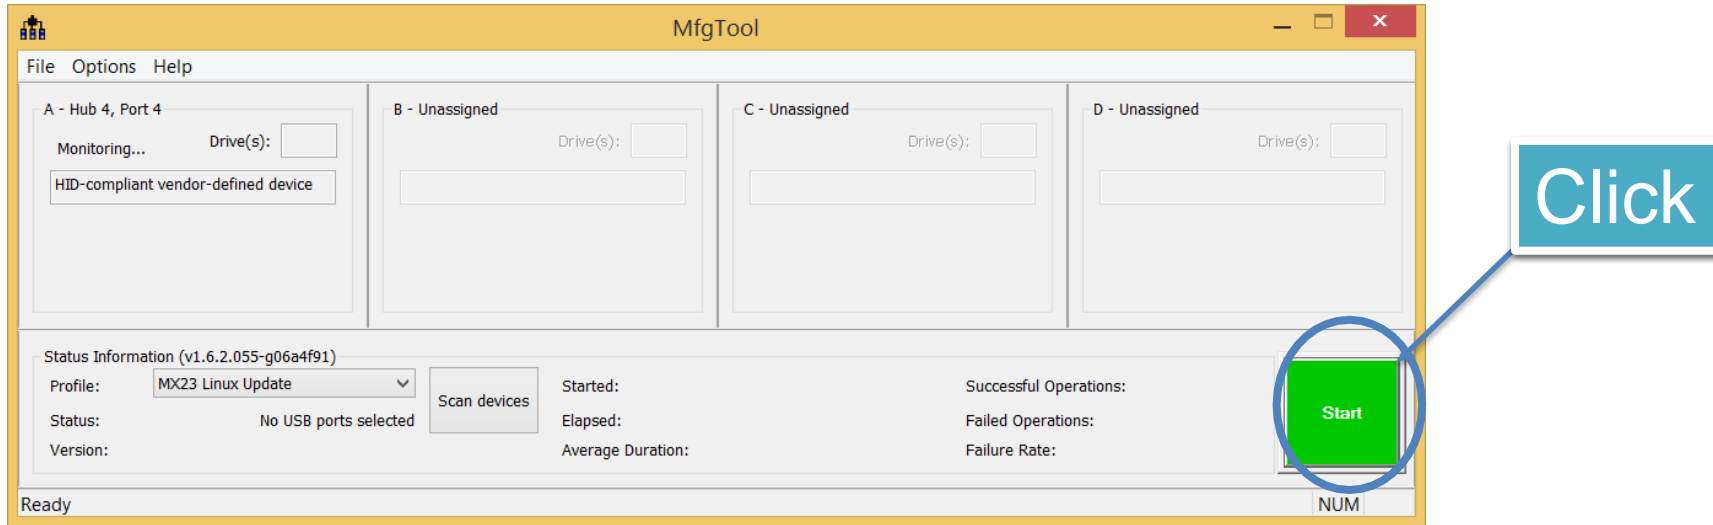 MfgTool
File Options Help
A - Hub 4, Port 4
Monitoring...
Drive(s):
HID-compliant vendor-defined device
B - Unassigned
Drive(s):
C - Unassigned
Drive(s):
D - Unassigned
Drive(s):
Click
Status Information (v1.6.2.055-g06a4f91)
Profile:
MX23 Linux Update
Status:
No USB ports selected
Version:
Scan devices
Started:
Elapsed:
Average Duration:
Successful Operations:
Failed Operations:
Failure Rate:
Start
Ready
NUM